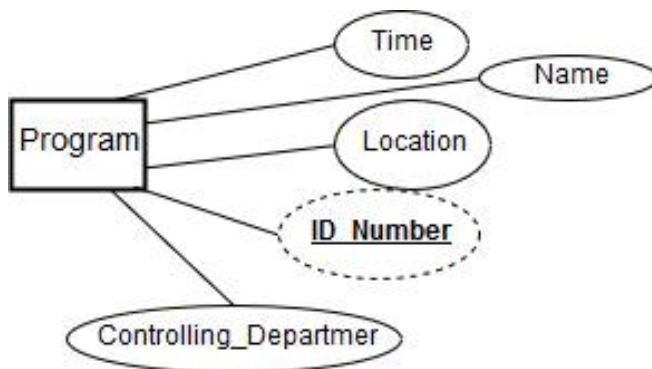 Time
Name
Program
Location
ID_Number
Controlling_Departmer